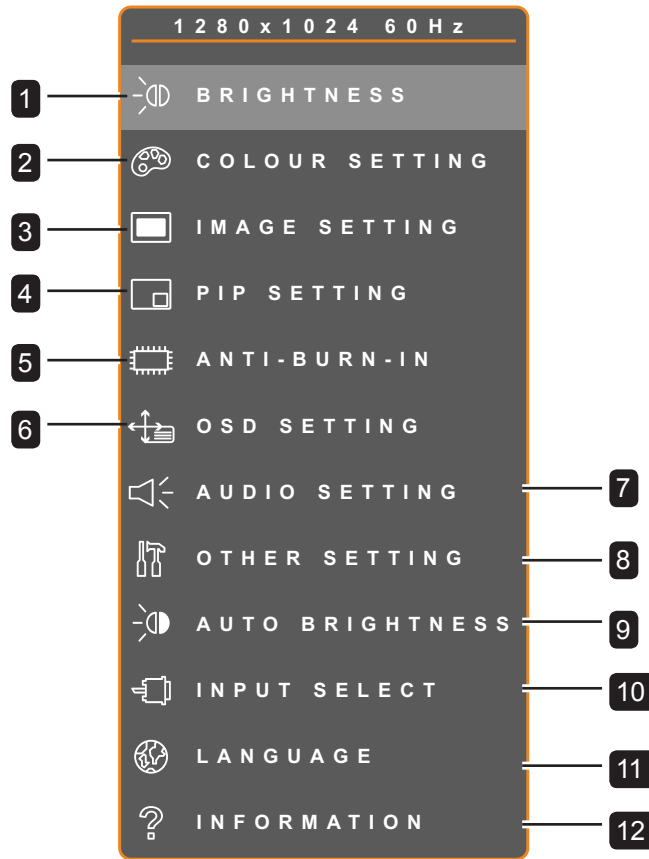 1280x1024 60Hz
1 BRIGHTNESS
2 COLOUR SETTING
3 IMAGE SETTING
4 PIP SETTING
5 ANTI-BURN-IN
6 OSD SETTING
AUDIO SETTING 7
OTHER SETTING 8
AUTO BRIGHTNESS 9
INPUT SELECT 10
LANGUAGE 11
INFORMATION 12